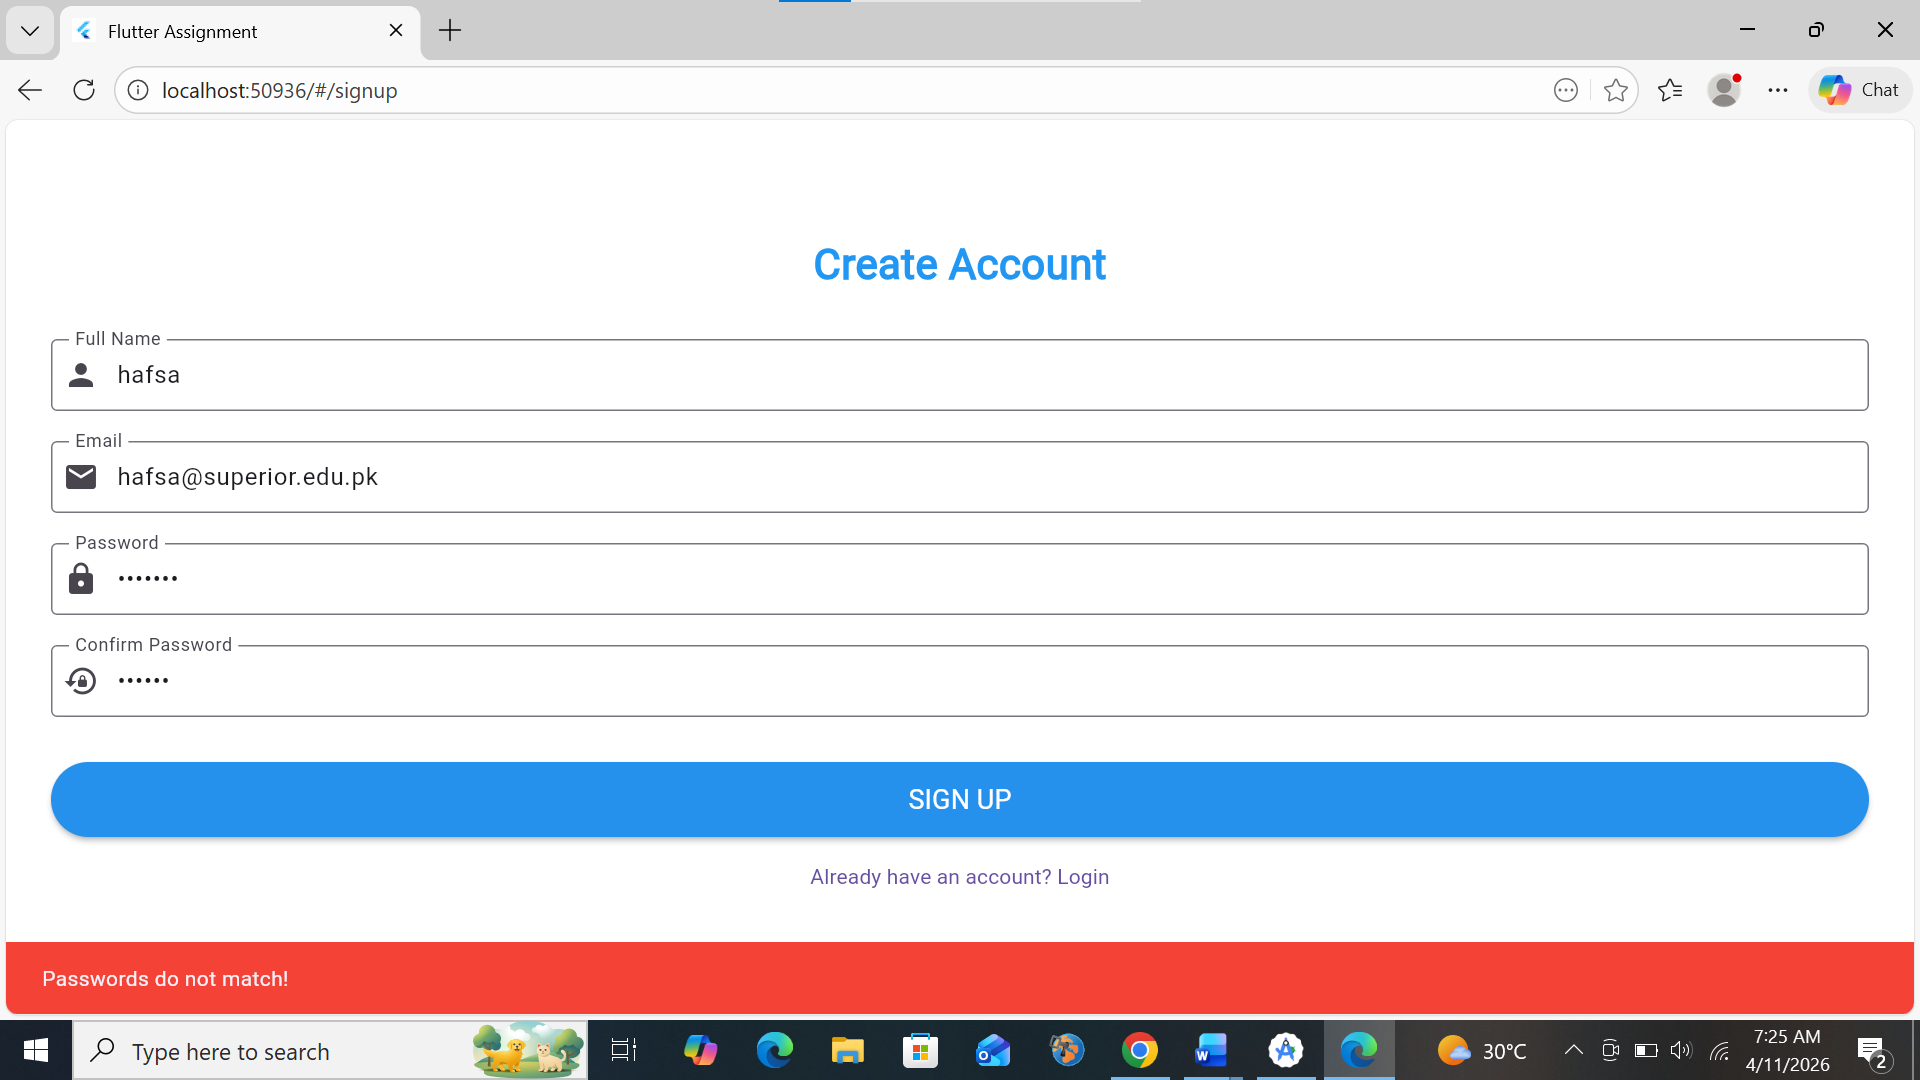 Flutter Assignment
localhost:50936/#/signup
Chat
Create Account
Full Name
hafsa
Email
hafsa@superior.edu.pk
Password
•••••••
Confirm Password
••••••
SIGN UP
Already have an account? Login
Passwords do not match!
Type here to search
30°C
7:25 AM
4/11/2026
2